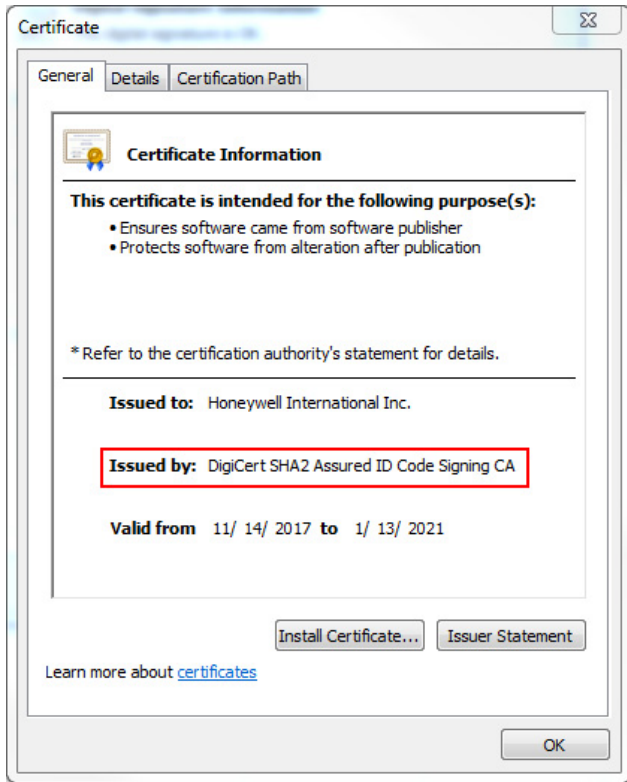 Certificate
General
Details
Certification Path
Certificate Information
This certificate is intended for the following purpose(s):
• Ensures software came from software publisher
• Protects software from alteration after publication
* Refer to the certification authority's statement for details.
Issued to: Honeywell International Inc.
Issued by: DigiCert SHA2 Assured ID Code Signing CA
Valid from 11/ 14/ 2017 to 1/ 13/ 2021
Install Certificate...
Issuer Statement
Learn more about certificates
OK